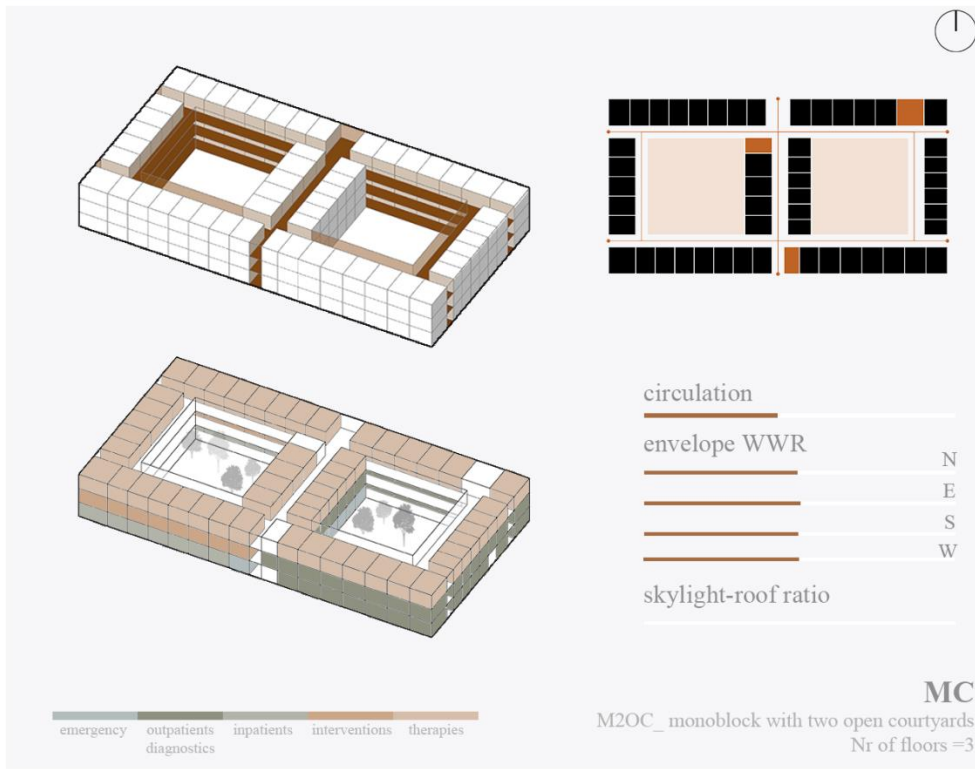 circulation
envelope WWR
N
E
S
W
skylight-roof ratio
MC
M2OC_ monoblock with two open courtyards
Nr of floors =3
emergency outpatients inpatients interventions therapies
diagnostics